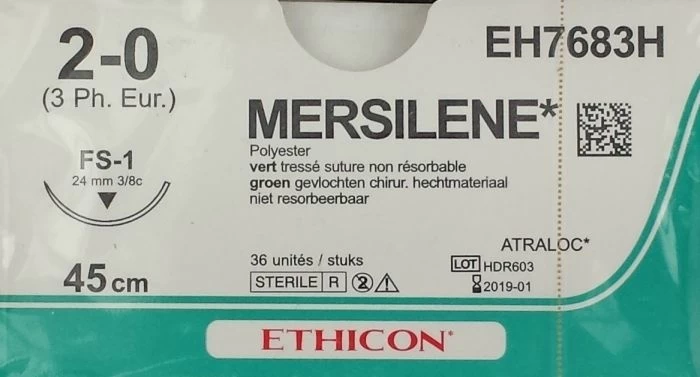 2-0
(3 Ph. Eur.)
EH7683H
MERSILENE*
Polyester
vert tressé suture non résorbable
groen gevlochten chirur. hechtmateriaal
niet resorbeerbaar
FS-1
24 mm 3/8c
45 cm
36 unités / stuks
STERILE R
2
ATRALOC*
LOT HDR603
2019-01
ETHICON*